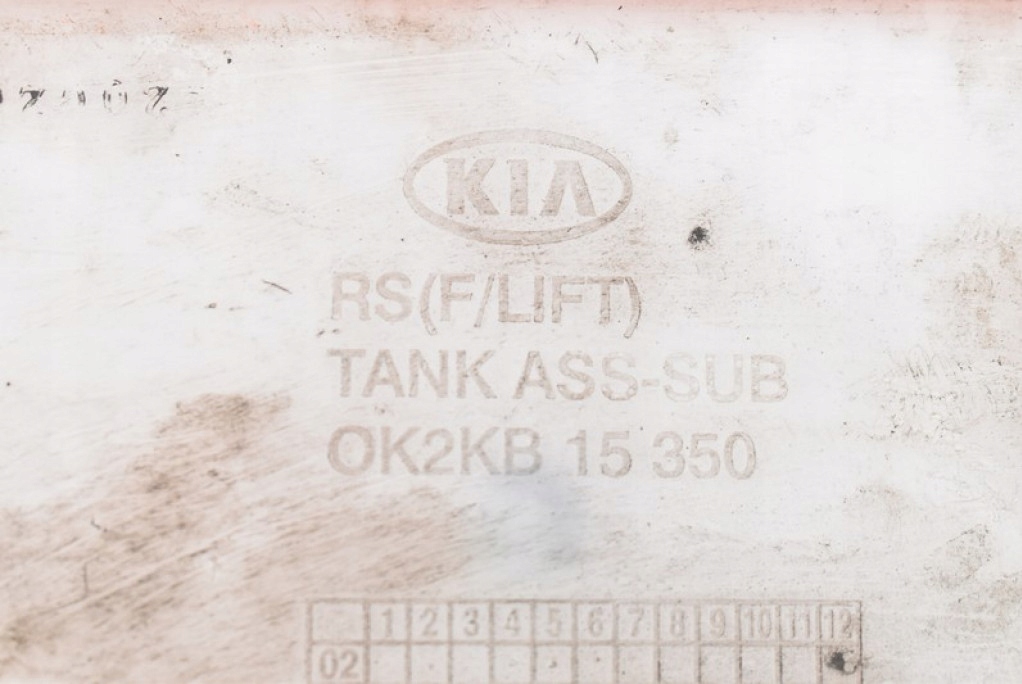 KIA
RS(F/LIFT)
TANK ASS-SUB
OK2KB 15 350
1 2 3 4 5 6 7 8 9 10 11 12
02